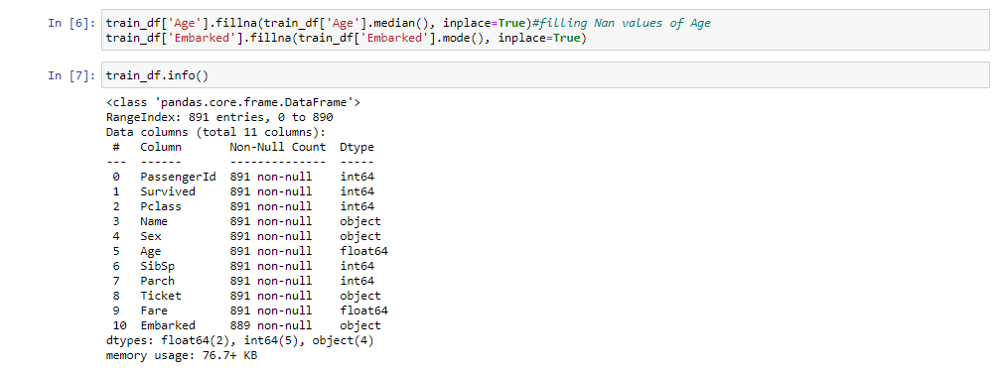 In [6]: train_df['Age'].fillna(train_df['Age'].median(), inplace=True)#filling Nan values of Age
train_df['Embarked'].fillna(train_df['Embarked'].mode(), inplace=True)
In [7]: train_df.info()
<class 'pandas.core.frame.DataFrame'>
RangeIndex: 891 entries, 0 to 890
Data columns (total 11 columns):
 #   Column       Non-Null Count  Dtype
---  ------       --------------  -----
 0   PassengerId  891 non-null    int64
 1   Survived     891 non-null    int64
 2   Pclass       891 non-null    int64
 3   Name         891 non-null    object
 4   Sex          891 non-null    object
 5   Age          891 non-null    float64
 6   SibSp        891 non-null    int64
 7   Parch        891 non-null    int64
 8   Ticket       891 non-null    object
 9   Fare         891 non-null    float64
 10  Embarked     889 non-null    object
dtypes: float64(2), int64(5), object(4)
memory usage: 76.7+ KB